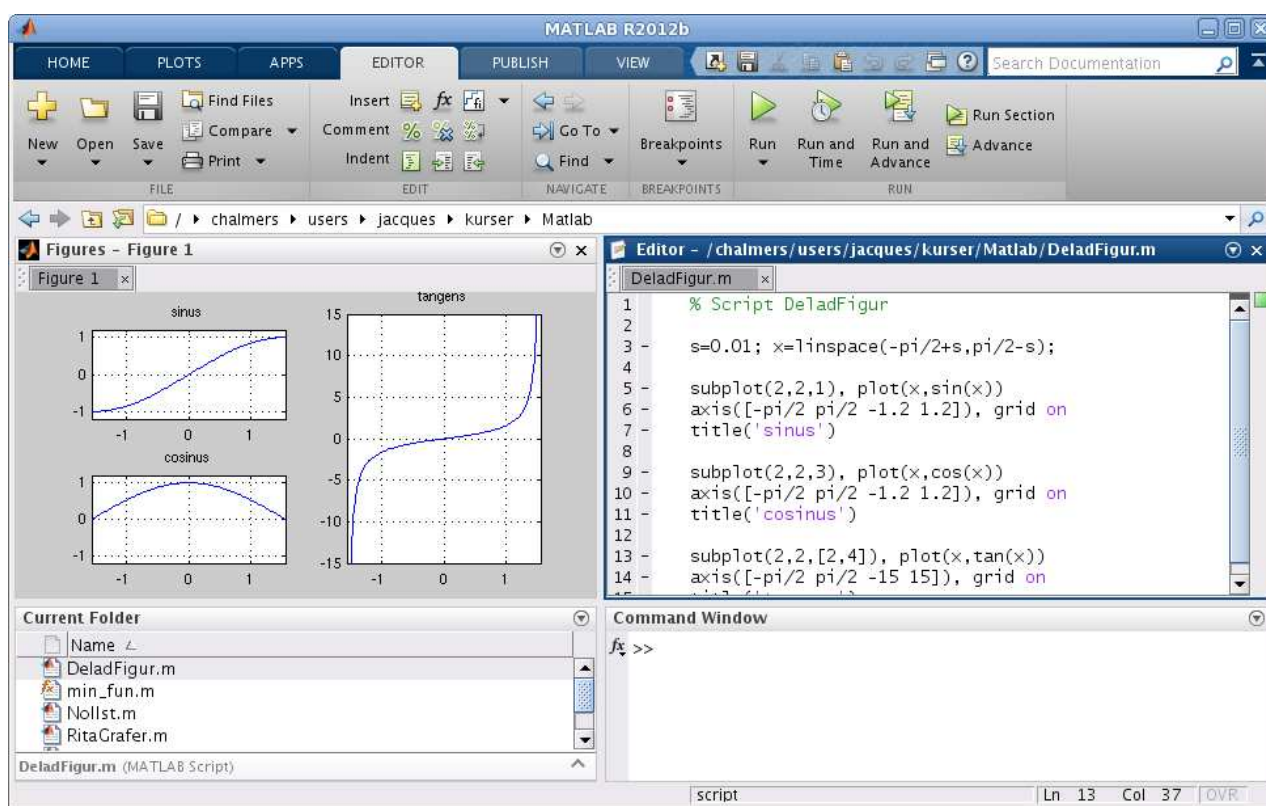 MATLAB R2012b
HOME PLOTS APPS EDITOR PUBLISH VIEW Search Documentation
New Open Save Find Files Compare Print
FILE
Insert fx
Comment %
Indent
EDIT
Go To
Find
NAVIGATE
Breakpoints
BREAKPOINTS
Run Run and Time Run and Advance Run Section Advance
RUN
/ chalmers users jacques kurser Matlab
Figures - Figure 1
Figure 1
sinus
1
0
-1
-1 0 1
cosinus
1
0
-1
-1 0 1
tangens
15
10
5
0
-5
-10
-15
-1 0 1
Editor - /chalmers/users/jacques/kurser/Matlab/DeladFigur.m
DeladFigur.m
1 % Script DeladFigur
2
3 - s=0.01; x=linspace(-pi/2+s,pi/2-s);
4
5 - subplot(2,2,1), plot(x,sin(x))
6 - axis([-pi/2 pi/2 -1.2 1.2]), grid on
7 - title('sinus')
8
9 - subplot(2,2,3), plot(x,cos(x))
10 - axis([-pi/2 pi/2 -1.2 1.2]), grid on
11 - title('cosinus')
12
13 - subplot(2,2,[2,4]), plot(x,tan(x))
14 - axis([-pi/2 pi/2 -15 15]), grid on
Current Folder
Name
DeladFigur.m
min_fun.m
Nollst.m
RitaGrafer.m
DeladFigur.m (MATLAB Script)
Command Window
fx >>
script Ln 13 Col 37 OVR